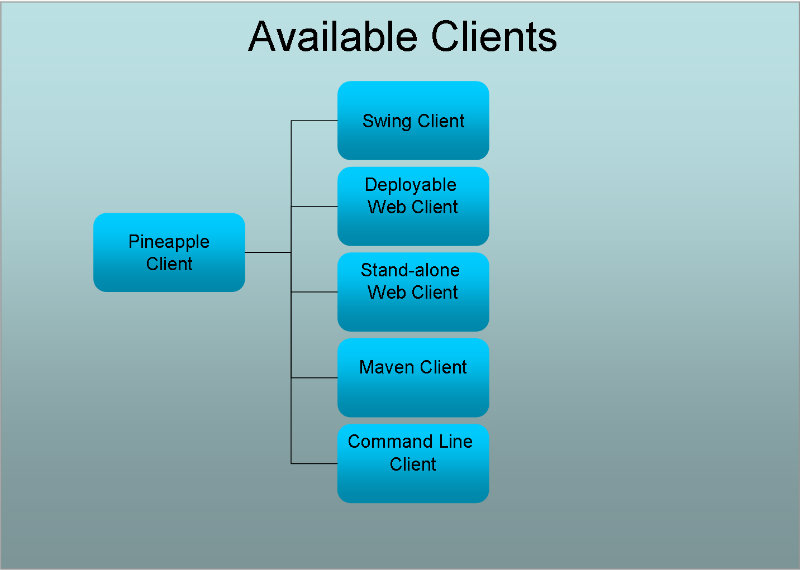 Available Clients
Swing Client
Deployable
Web Client
Pineapple
Client
Stand-alone
Web Client
Maven Client
Command Line
Client